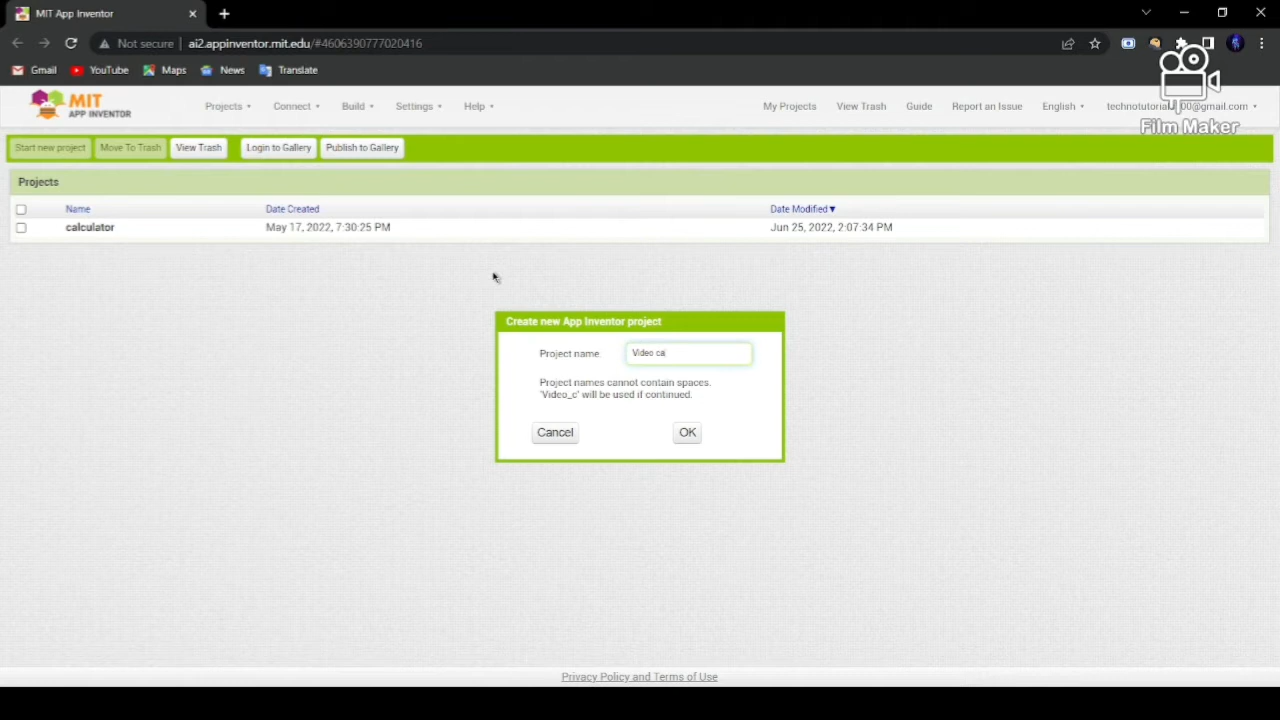 MIT App Inventor
Not secure
ai2.appinventor.mit.edu/#4606390777020416
Gmail YouTube Maps News Translate
Film Maker
MIT
APP INVENTOR
Projects Connect Build Settings Help My Projects View Trash Guide Report an Issue English
Start new project Move To Trash View Trash Login to Gallery Publish to Gallery
Projects
Name Date Created Date Modified
calculator May 17, 2022, 7:30:25 PM Jun 25, 2022, 2:07:34 PM
Create new App Inventor project
Project name: Video ca
Project names cannot contain spaces.
'Video_c' will be used if continued.
Cancel OK
Privacy Policy and Terms of Use